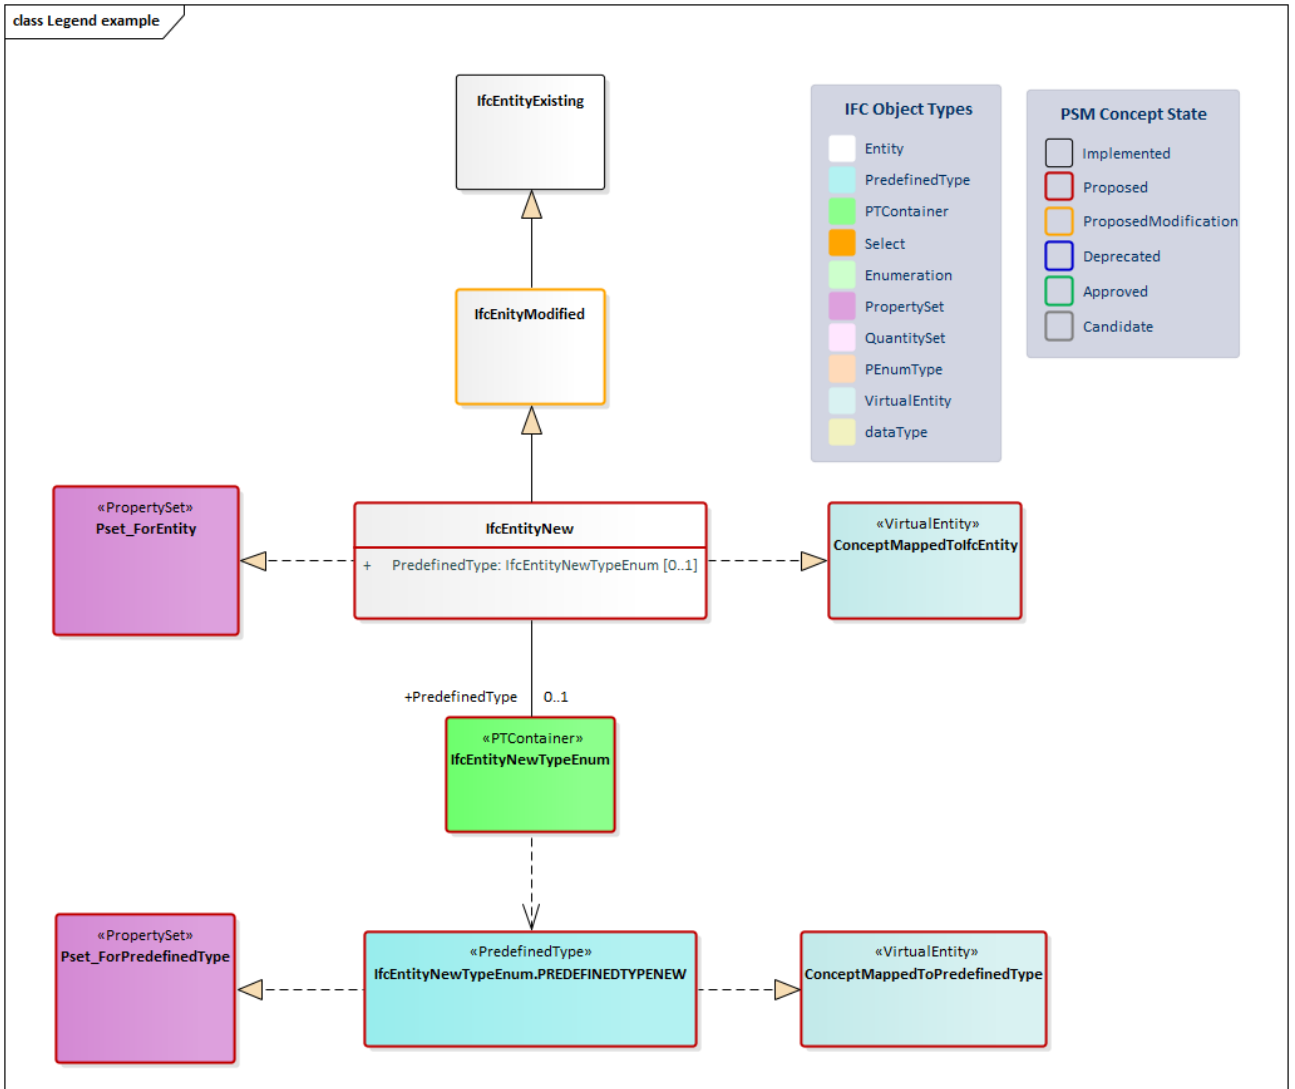 class Legend example
IfcEntityExisting
IfcEnityModified
IFC Object Types
Entity
PredefinedType
PTContainer
Select
Enumeration
PropertySet
QuantitySet
PEnumType
VirtualEntity
dataType
PSM Concept State
Implemented
Proposed
ProposedModification
Deprecated
Approved
Candidate
«PropertySet»
Pset_ForEntity
IfcEntityNew
+ PredefinedType: IfcEntityNewTypeEnum [0..1]
«VirtualEntity»
ConceptMappedToIfcEntity
+PredefinedType 0..1
«PTContainer»
IfcEntityNewTypeEnum
«PropertySet»
Pset_ForPredefinedType
«PredefinedType»
IfcEntityNewTypeEnum.PREDEFINEDTYPENEW
«VirtualEntity»
ConceptMappedToPredefinedType